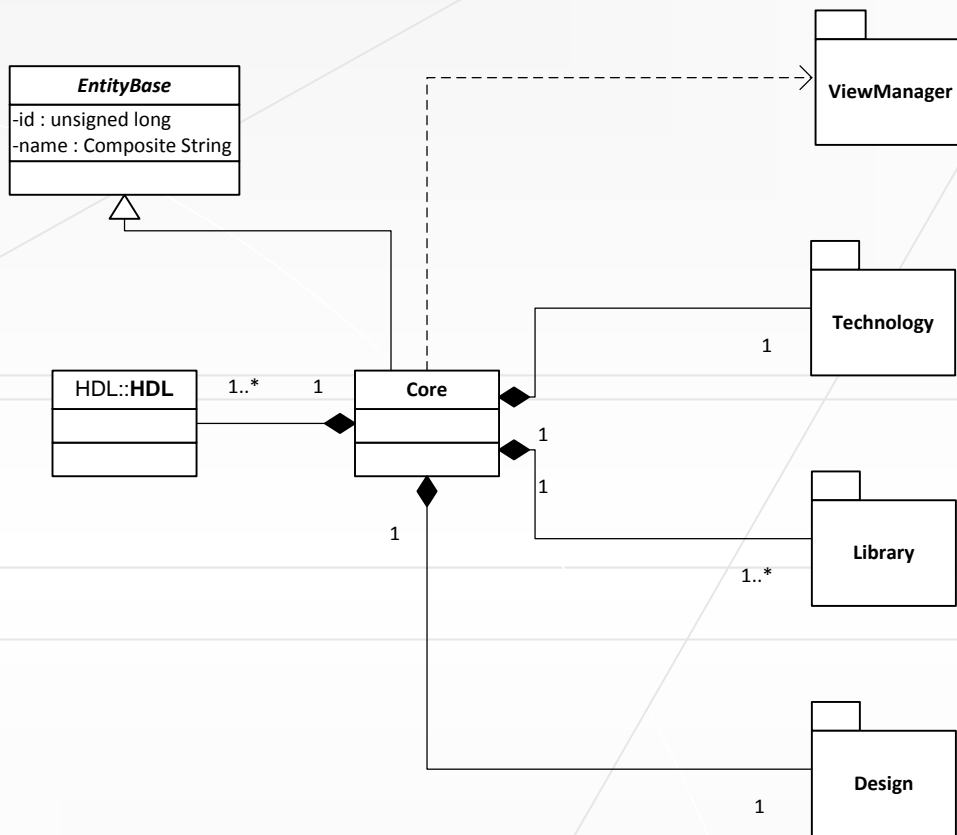 EntityBase
-id : unsigned long
-name : Composite String
ViewManager
Technology
1
HDL::HDL
1..*
1
Core
1
1
1
Library
1..*
Design
1